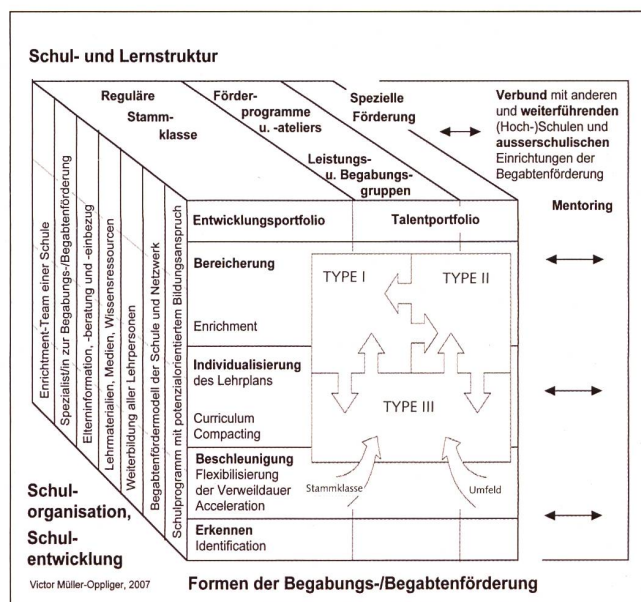 Schul- und Lernstruktur
Reguläre
Stamm-
klasse
Förder-
programme
u. -ateliers
Spezielle
Förderung
Leistungs-
u. Begabungs-
gruppen
Verbund mit anderen
und weiterführenden
(Hoch-)Schulen und
ausserschulischen
Einrichtungen der
Begabtenförderung
Mentoring
Enrichtment-Team einer Schule
Spezialist/in zur Begabungs-/Begabtenförderung
Elterninformation, -beratung und -einbezug
Lehrmaterialien, Medien, Wissensressourcen
Weiterbildung aller Lehrpersonen
Begabtenfördermodell der Schule und Netzwerk
Schulprogramm mit potenzialorientiertem Bildungsanspruch
Entwicklungsportfolio
Talentportfolio
Bereicherung
Enrichment
TYPE I
TYPE II
Individualisierung
des Lehrplans
Curriculum
Compacting
TYPE III
Beschleunigung
Flexibilisierung
der Verweildauer
Acceleration
Stammklasse
Umfeld
Erkennen
Identification
Schul-
organisation,
Schul-
entwicklung
Victor Müller-Oppliger, 2007
Formen der Begabungs-/Begabtenförderung